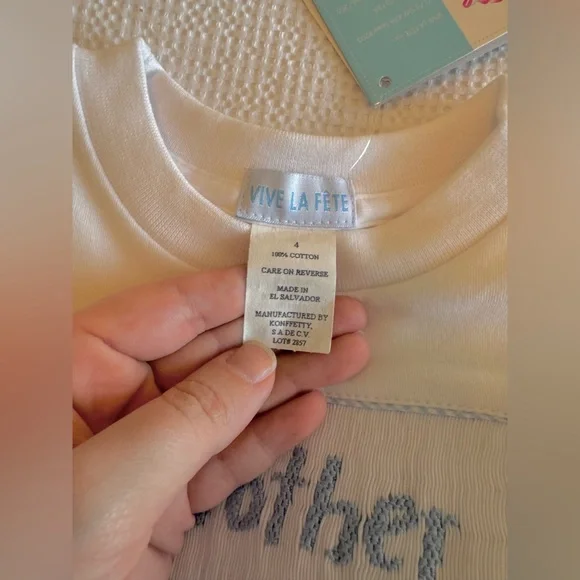 VIVE LA FÊTE
4
100% COTTON
CARE ON REVERSE
MADE IN
EL SALVADOR
MANUFACTURED BY
KONFFETTY,
S A DE C.V.
LOT# 2857
other